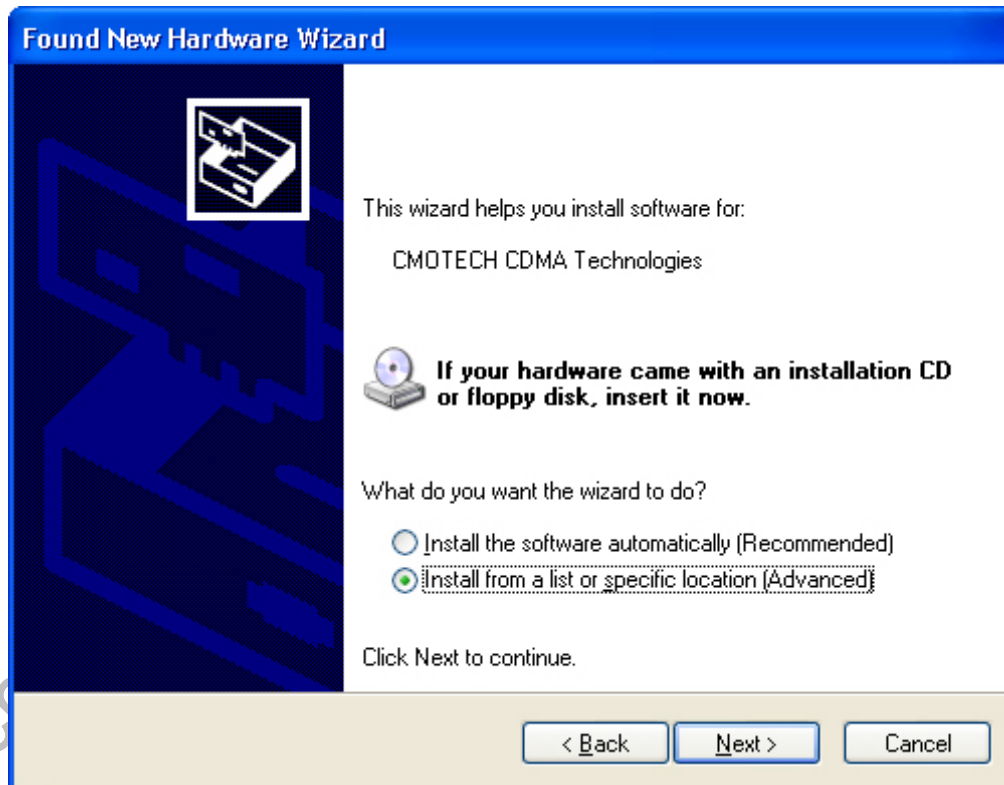 Found New Hardware Wizard
This wizard helps you install software for:
CMOTECH CDMA Technologies
If your hardware came with an installation CD
or floppy disk, insert it now.
What do you want the wizard to do?
Install the software automatically (Recommended)
Install from a list or specific location (Advanced)
Click Next to continue.
< Back Next > Cancel